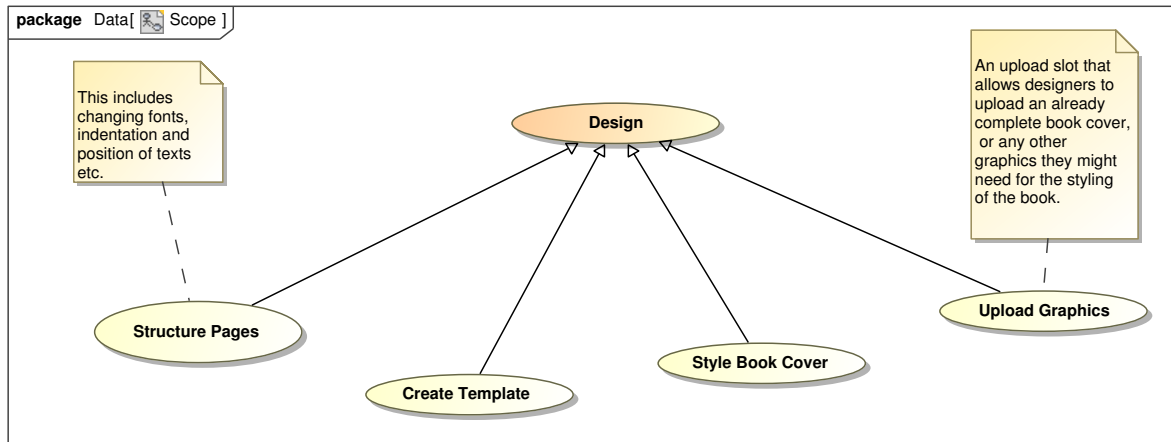 package Data[ Scope ]
This includes
changing fonts,
indentation and
position of texts
etc.
An upload slot that
allows designers to
upload an already
complete book cover,
or any other
graphics they might
need for the styling
of the book.
Design
Structure Pages
Upload Graphics
Style Book Cover
Create Template